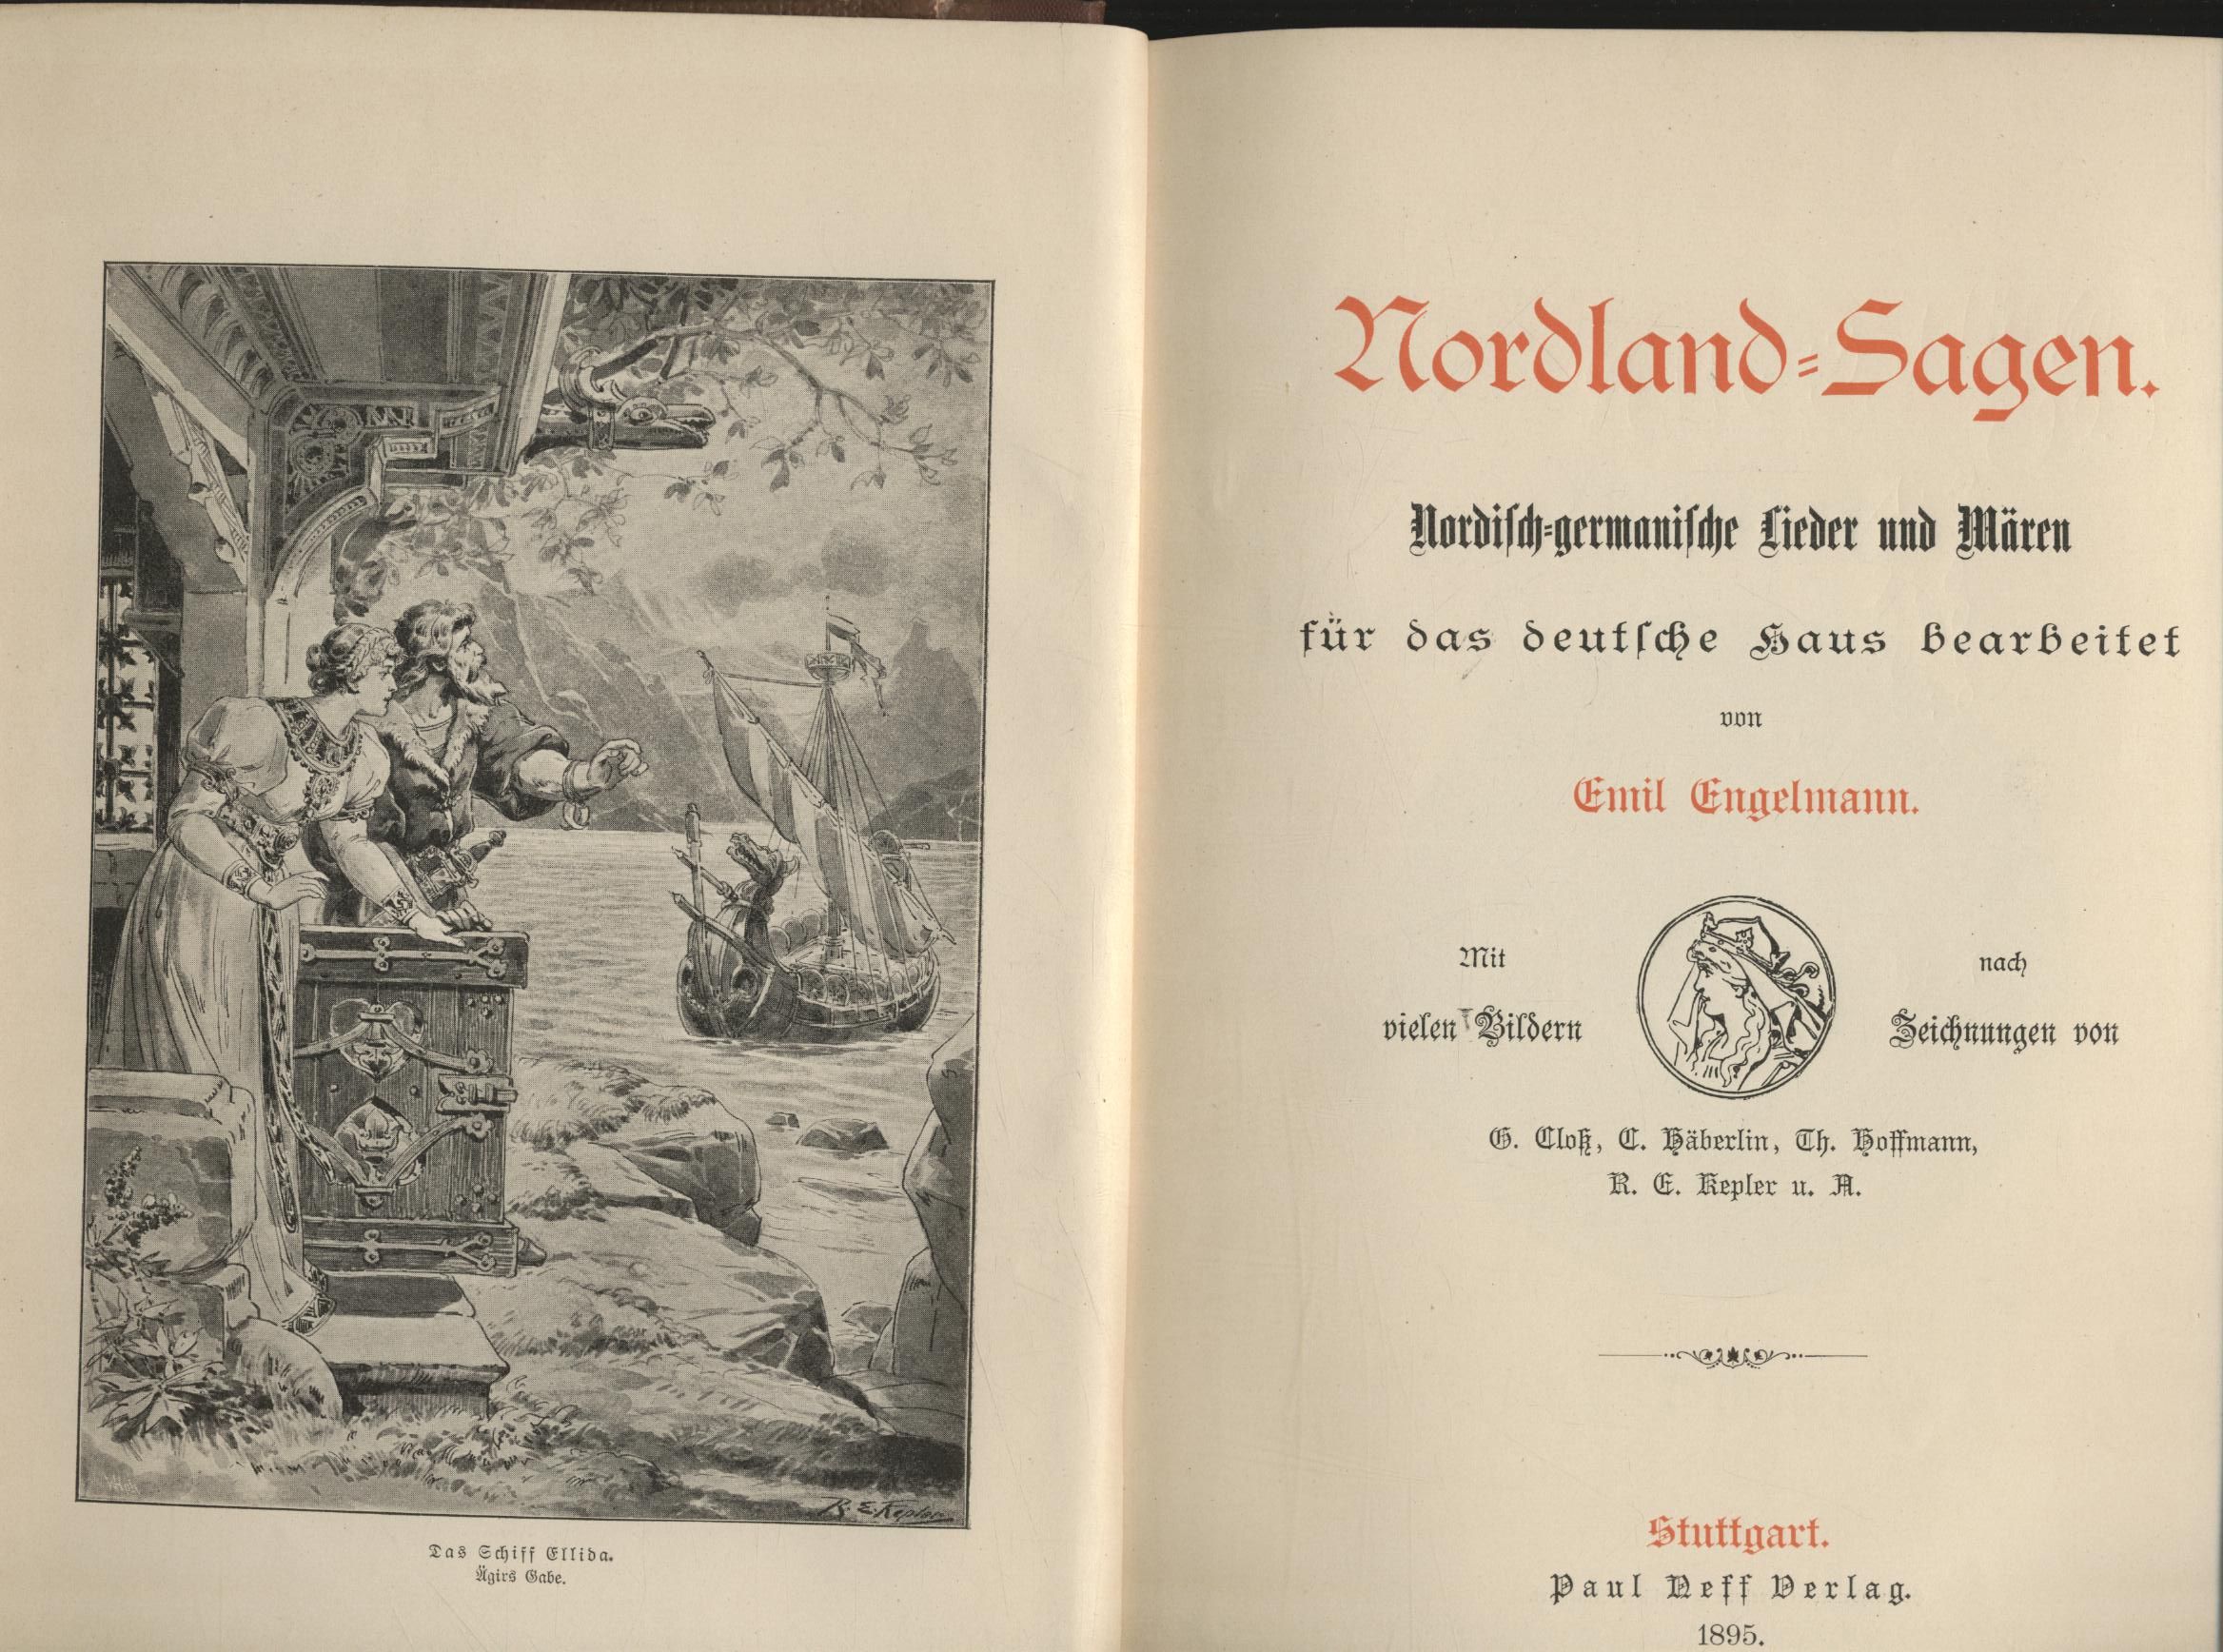 R. E. Kepler
Das Schiff Ellida.
Ägirs Gabe.
Nordland-Sagen.
Nordisch-germanische Lieder und Mären
für das deutsche Haus bearbeitet
von
Emil Engelmann.
Mit
vielen Bildern
nach
Zeichnungen von
G. Cloß, C. Häberlin, Th. Hoffmann,
R. E. Kepler u. A.
Stuttgart.
Paul Neff Verlag.
1895.